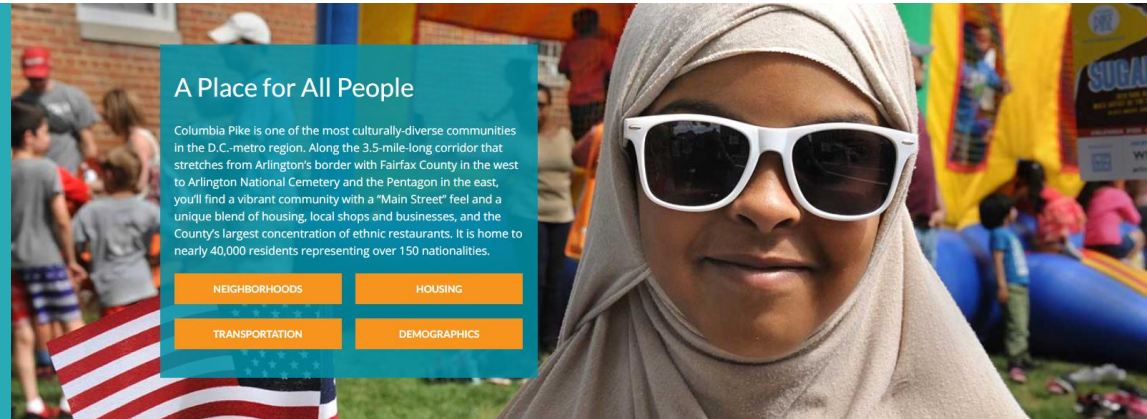 A Place for All People
Columbia Pike is one of the most culturally-diverse communities
in the D.C.-metro region. Along the 3.5-mile-long corridor that
stretches from Arlington's border with Fairfax County in the west
to Arlington National Cemetery and the Pentagon in the east,
you'll find a vibrant community with a "Main Street" feel and a
unique blend of housing, local shops and businesses, and the
County's largest concentration of ethnic restaurants. It is home to
nearly 40,000 residents representing over 150 nationalities.
NEIGHBORHOODS
HOUSING
TRANSPORTATION
DEMOGRAPHICS
PIKE